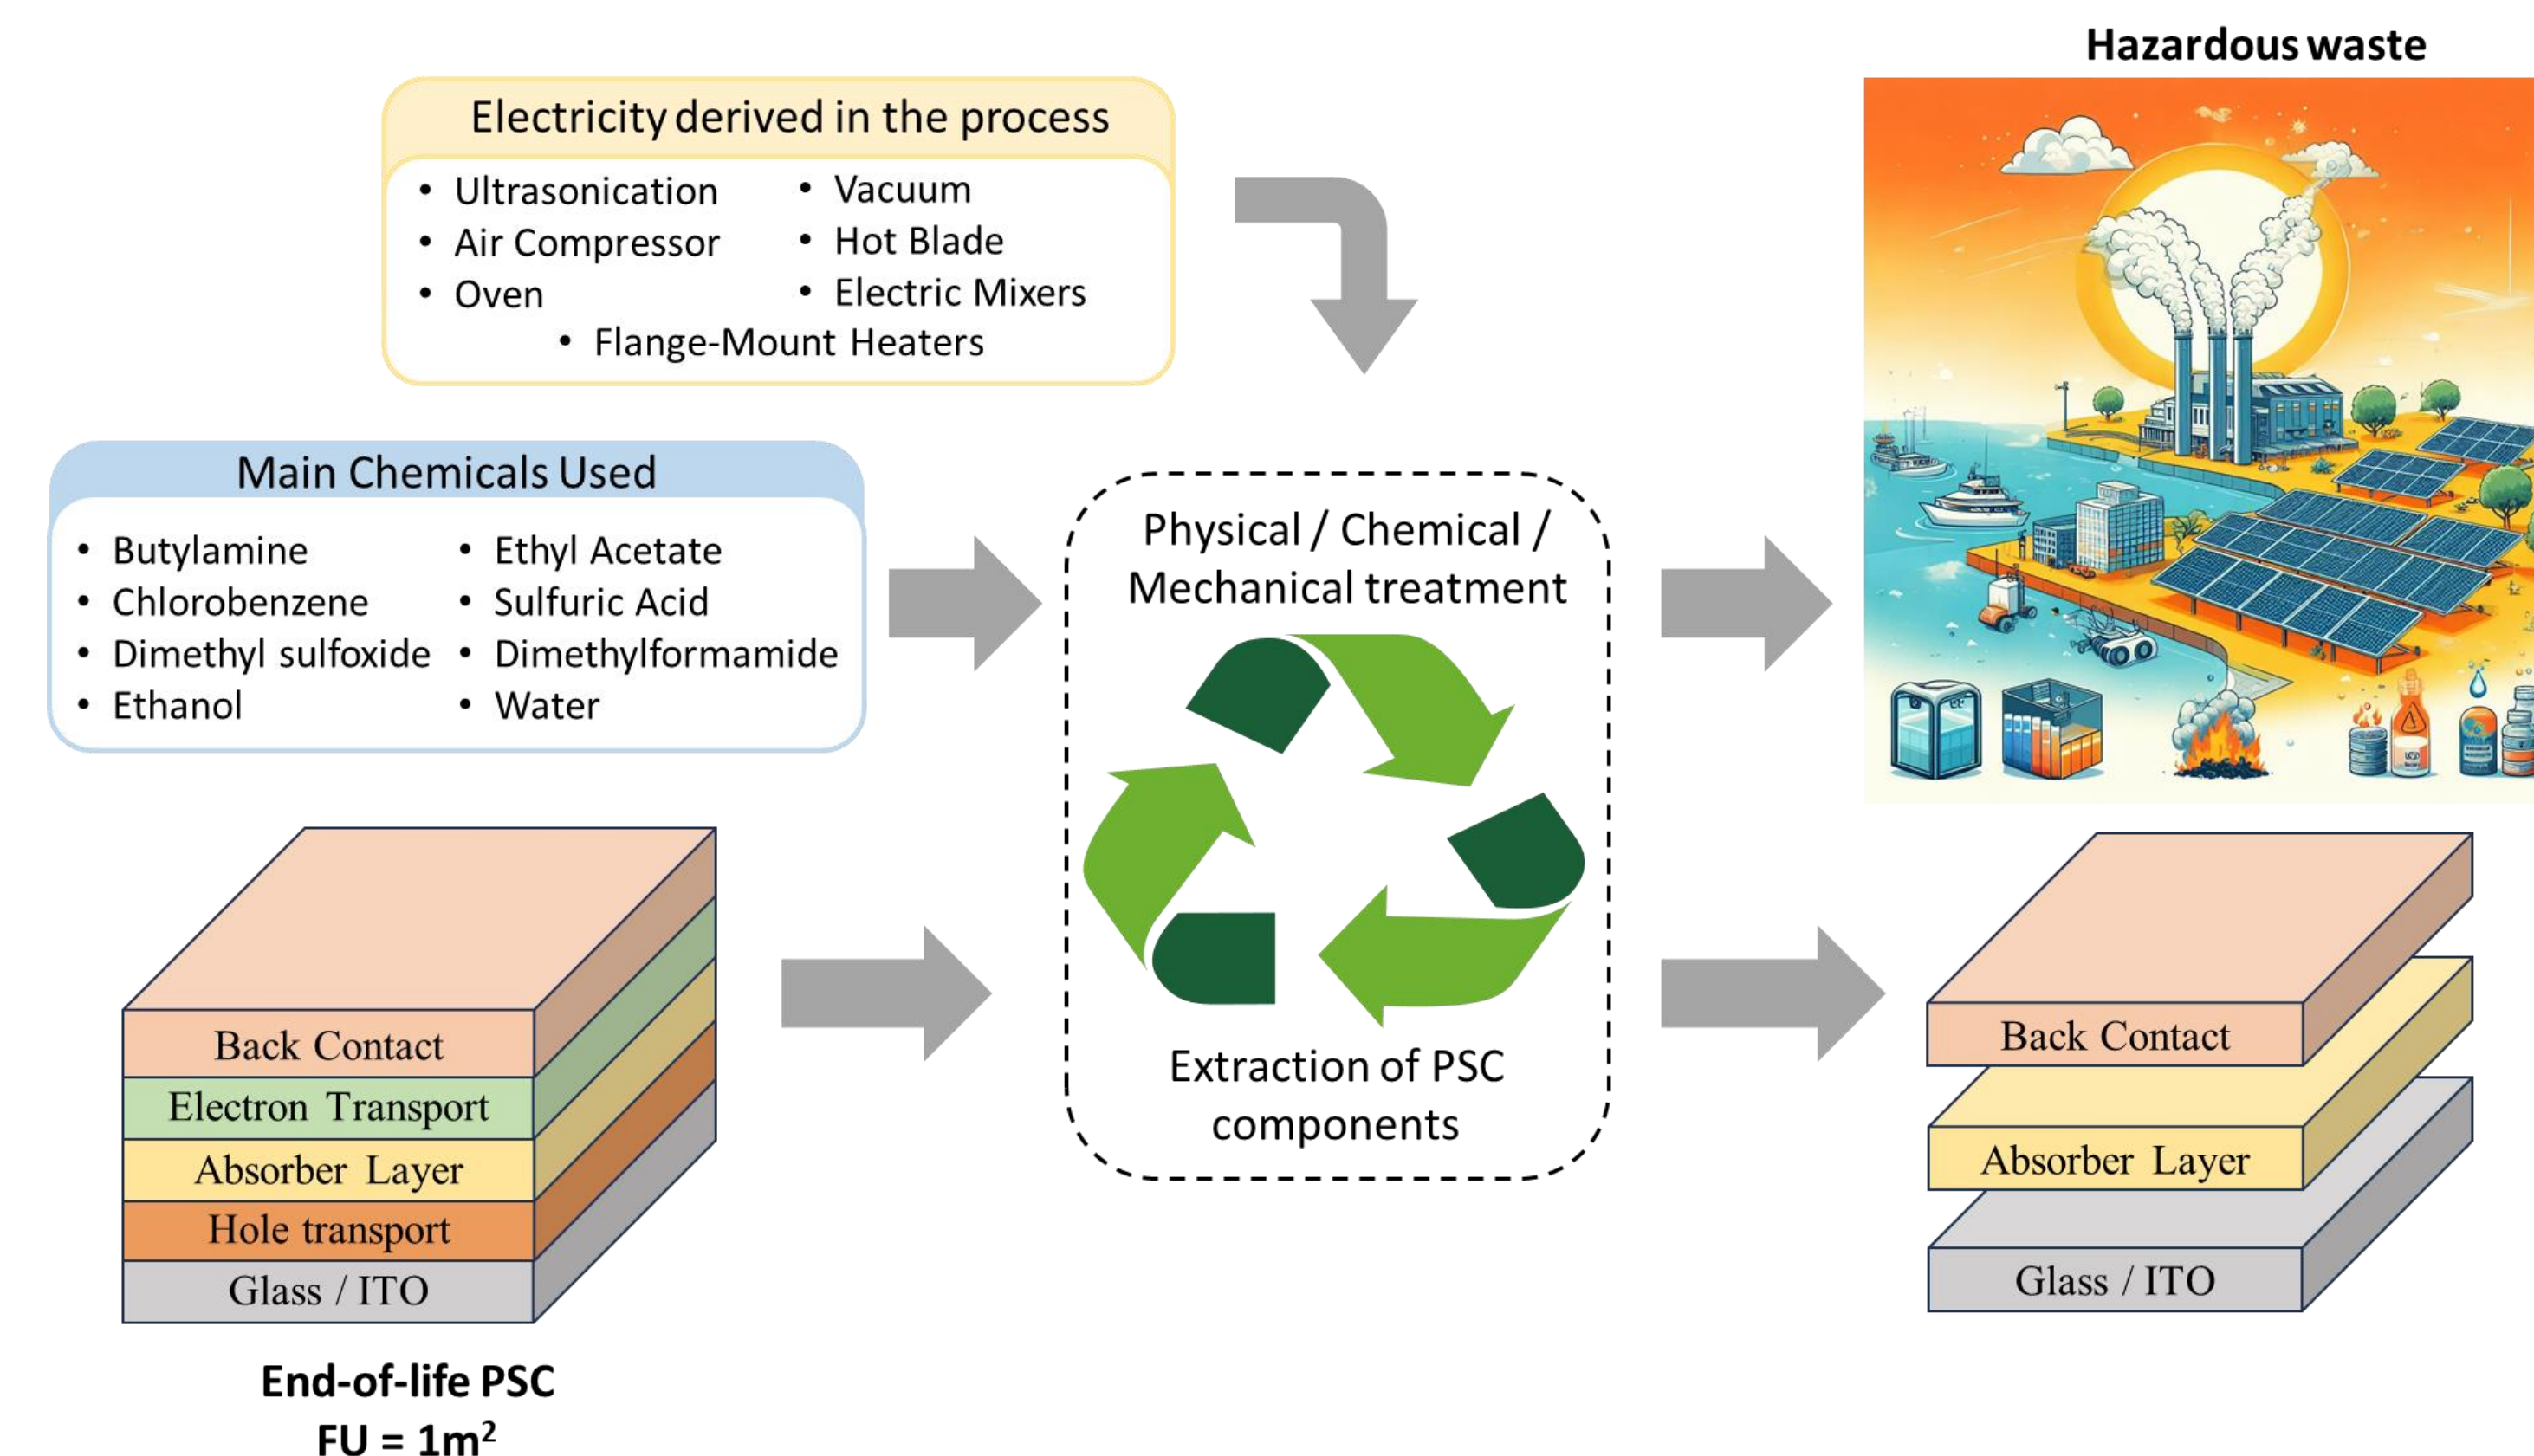 Hazardous waste
Electricity derived in the process
• Ultrasonication
• Air Compressor
• Oven
• Vacuum
• Hot Blade
• Electric Mixers
• Flange-Mount Heaters
Main Chemicals Used
• Butylamine
• Chlorobenzene
• Dimethyl sulfoxide
• Ethanol
• Ethyl Acetate
• Sulfuric Acid
• Dimethylformamide
• Water
Physical / Chemical /
Mechanical treatment
Extraction of PSC
components
Back Contact
Electron Transport
Absorber Layer
Hole transport
Glass / ITO
End-of-life PSC
FU = 1m²
Back Contact
Absorber Layer
Glass / ITO